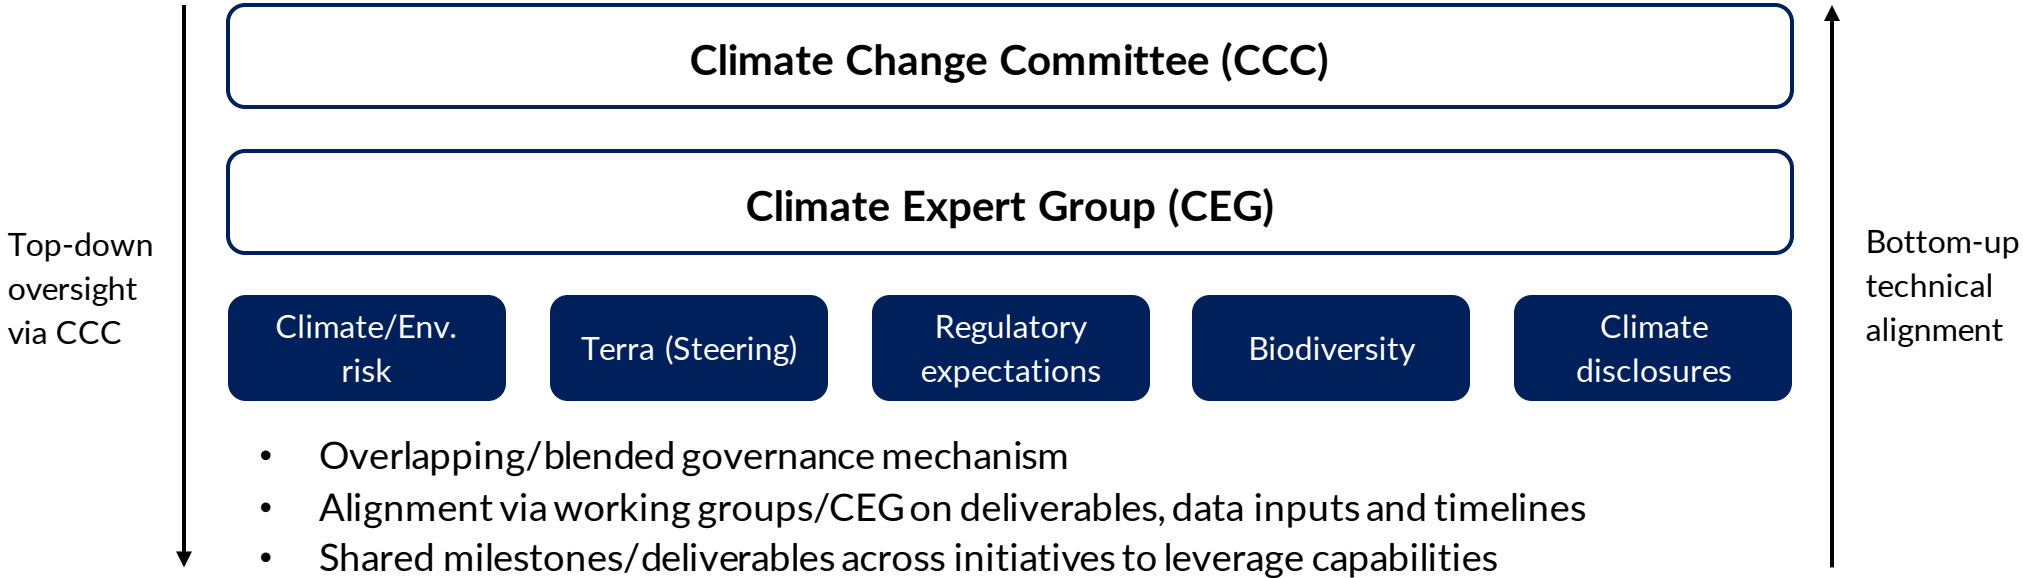 Climate Change Committee (CCC)
Climate Expert Group (CEG)
Top-down
oversight
via CCC
Bottom-up
technical
alignment
Climate/Env.
risk
Terra (Steering)
Regulatory
expectations
Biodiversity
Climate
disclosures
• Overlapping/blended governance mechanism
• Alignment via working groups/CEG on deliverables, data inputs and timelines
• Shared milestones/deliverables across initiatives to leverage capabilities